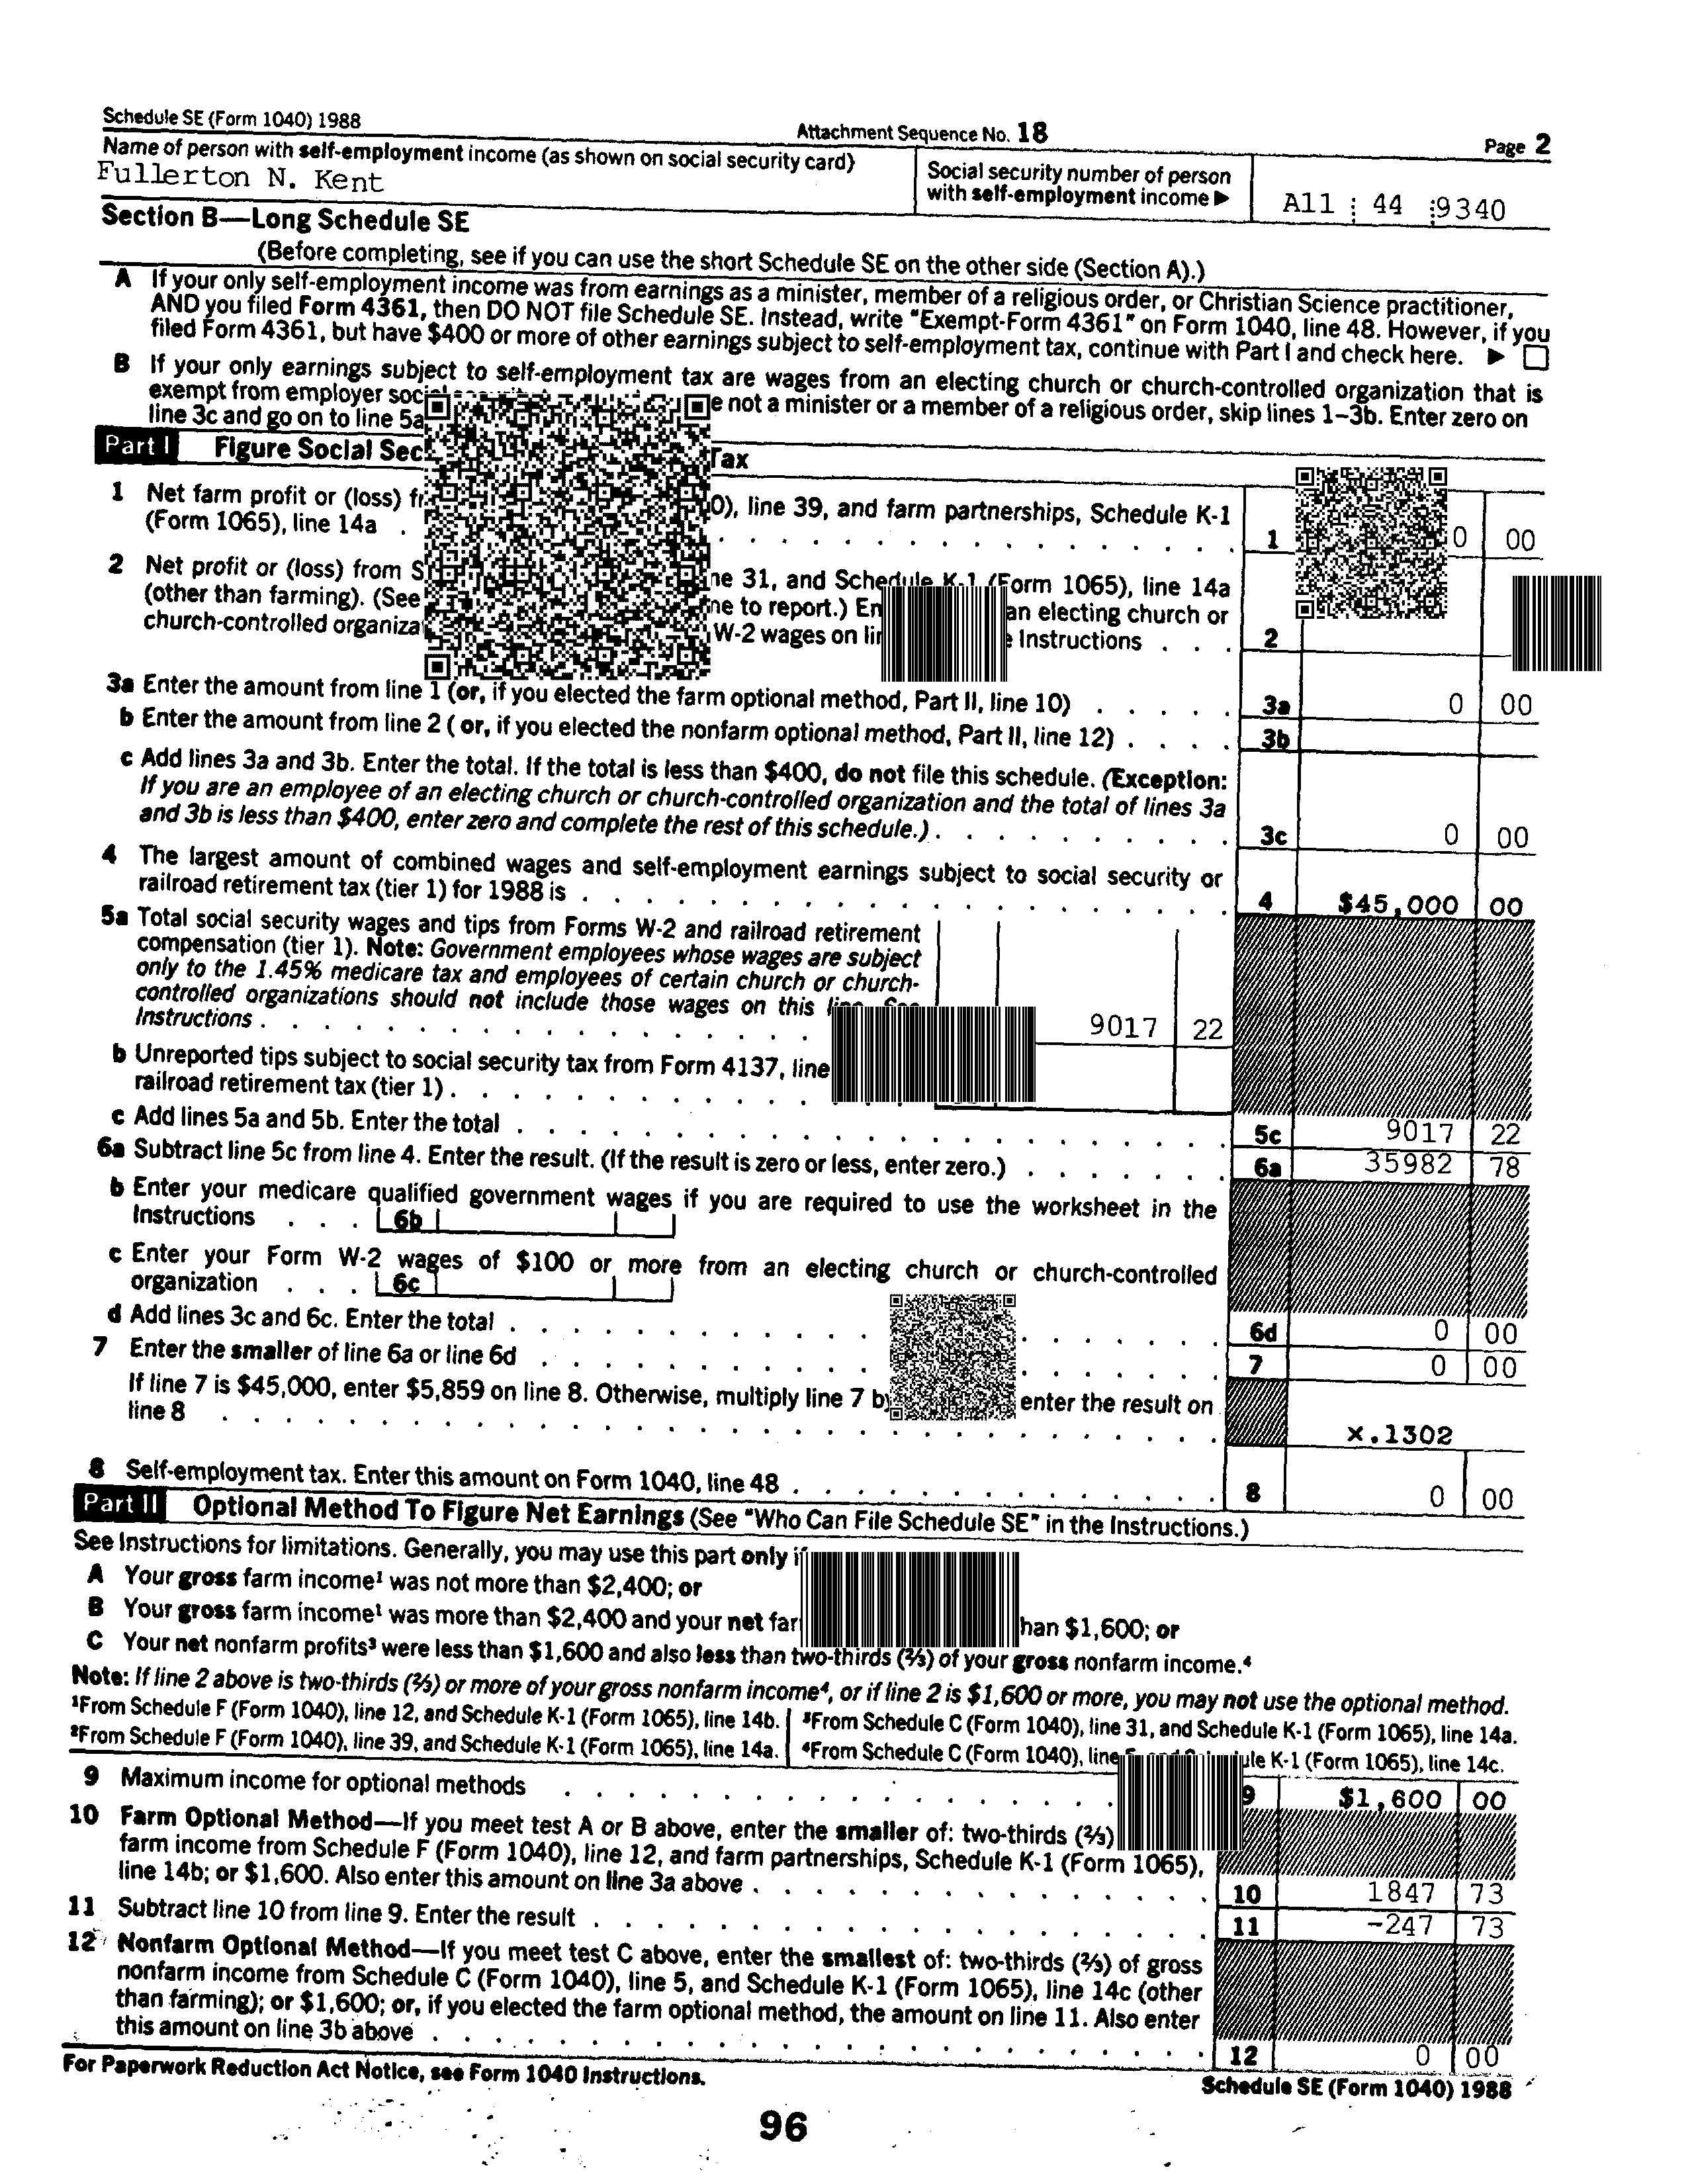 Schedule SE (Form 1040) 1988
Attachment Sequence No. 18
Page 2
Name of person with self-employment income (as shown on social security card)
Fullerton N. Kent
Social security number of person
with self-employment income ▶
A11 44 9340
Section B—Long Schedule SE
(Before completing, see if you can use the short Schedule SE on the other side (Section A).)
A If your only self-employment income was from earnings as a minister, member of a religious order, or Christian Science practitioner,
AND you filed Form 4361, then DO NOT file Schedule SE. Instead, write "Exempt-Form 4361" on Form 1040, line 48. However, if you
filed Form 4361, but have $400 or more of other earnings subject to self-employment tax, continue with Part I and check here. ▶
B If your only earnings subject to self-employment tax are wages from an electing church or church-controlled organization that is
exempt from employer not a minister or a member of a religious order, skip lines 1–3b. Enter zero on
line 3c and go on to line 5a
Part I Figure Social Tax
1 Net farm profit or (loss) line 39, and farm partnerships, Schedule K-1
(Form 1065), line 14a . . . 1 0 00
2 Net profit or (loss) from 31, and Schedule K-1 (Form 1065), line 14a
(other than farming). (See to report.) an electing church or
church-controlled W-2 wages on Instructions . . . 2
3a Enter the amount from line 1 (or, if you elected the farm optional method, Part II, line 10) . . . 3a 0 00
b Enter the amount from line 2 ( or, if you elected the nonfarm optional method, Part II, line 12) . . . 3b
c Add lines 3a and 3b. Enter the total. If the total is less than $400, do not file this schedule. (Exception:
If you are an employee of an electing church or church-controlled organization and the total of lines 3a
and 3b is less than $400, enter zero and complete the rest of this schedule.) . . . 3c 0 00
4 The largest amount of combined wages and self-employment earnings subject to social security or
railroad retirement tax (tier 1) for 1988 is . . . 4 $45,000 00
5a Total social security wages and tips from Forms W-2 and railroad retirement
compensation (tier 1). Note: Government employees whose wages are subject
only to the 1.45% medicare tax and employees of certain church or church-
controlled organizations should not include those wages on this
Instructions . . . 9017 22
b Unreported tips subject to social security tax from Form 4137, line
railroad retirement tax (tier 1) . . .
c Add lines 5a and 5b. Enter the total . . . 5c 9017 22
6a Subtract line 5c from line 4. Enter the result. (If the result is zero or less, enter zero.) . . . 6a 35982 78
b Enter your medicare qualified government wages if you are required to use the worksheet in the
Instructions . . . 6b
c Enter your Form W-2 wages of $100 or more from an electing church or church-controlled
organization . . . 6c
d Add lines 3c and 6c. Enter the total . . . 6d 0 00
7 Enter the smaller of line 6a or line 6d . . . 7 0 00
If line 7 is $45,000, enter $5,859 on line 8. Otherwise, multiply line 7 by enter the result on
line 8 . . . x.1302
8 Self-employment tax. Enter this amount on Form 1040, line 48 . . . 8 0 00
Part II Optional Method To Figure Net Earnings (See "Who Can File Schedule SE" in the Instructions.)
See Instructions for limitations. Generally, you may use this part only
A Your gross farm income¹ was not more than $2,400; or
B Your gross farm income¹ was more than $2,400 and your net $1,600; or
C Your net nonfarm profits³ were less than $1,600 and also less than two-thirds (⅔) of your gross nonfarm income.⁴
Note: If line 2 above is two-thirds (⅔) or more of your gross nonfarm income⁴, or if line 2 is $1,600 or more, you may not use the optional method.
¹From Schedule F (Form 1040), line 12, and Schedule K-1 (Form 1065), line 14b. ³From Schedule C (Form 1040), line 31, and Schedule K-1 (Form 1065), line 14a.
²From Schedule F (Form 1040), line 39, and Schedule K-1 (Form 1065), line 14a. ⁴From Schedule C (Form 1040), line K-1 (Form 1065), line 14c.
9 Maximum income for optional methods . . . 9 $1,600 00
10 Farm Optional Method—If you meet test A or B above, enter the smaller of: two-thirds (⅔)
farm income from Schedule F (Form 1040), line 12, and farm partnerships, Schedule K-1 (Form 1065),
line 14b; or $1,600. Also enter this amount on line 3a above . . . 10 1847 73
11 Subtract line 10 from line 9. Enter the result . . . 11 -247 73
12 Nonfarm Optional Method—If you meet test C above, enter the smallest of: two-thirds (⅔) of gross
nonfarm income from Schedule C (Form 1040), line 5, and Schedule K-1 (Form 1065), line 14c (other
than farming); or $1,600; or, if you elected the farm optional method, the amount on line 11. Also enter
this amount on line 3b above . . . 12 0 00
For Paperwork Reduction Act Notice, see Form 1040 Instructions.
Schedule SE (Form 1040) 1988
96